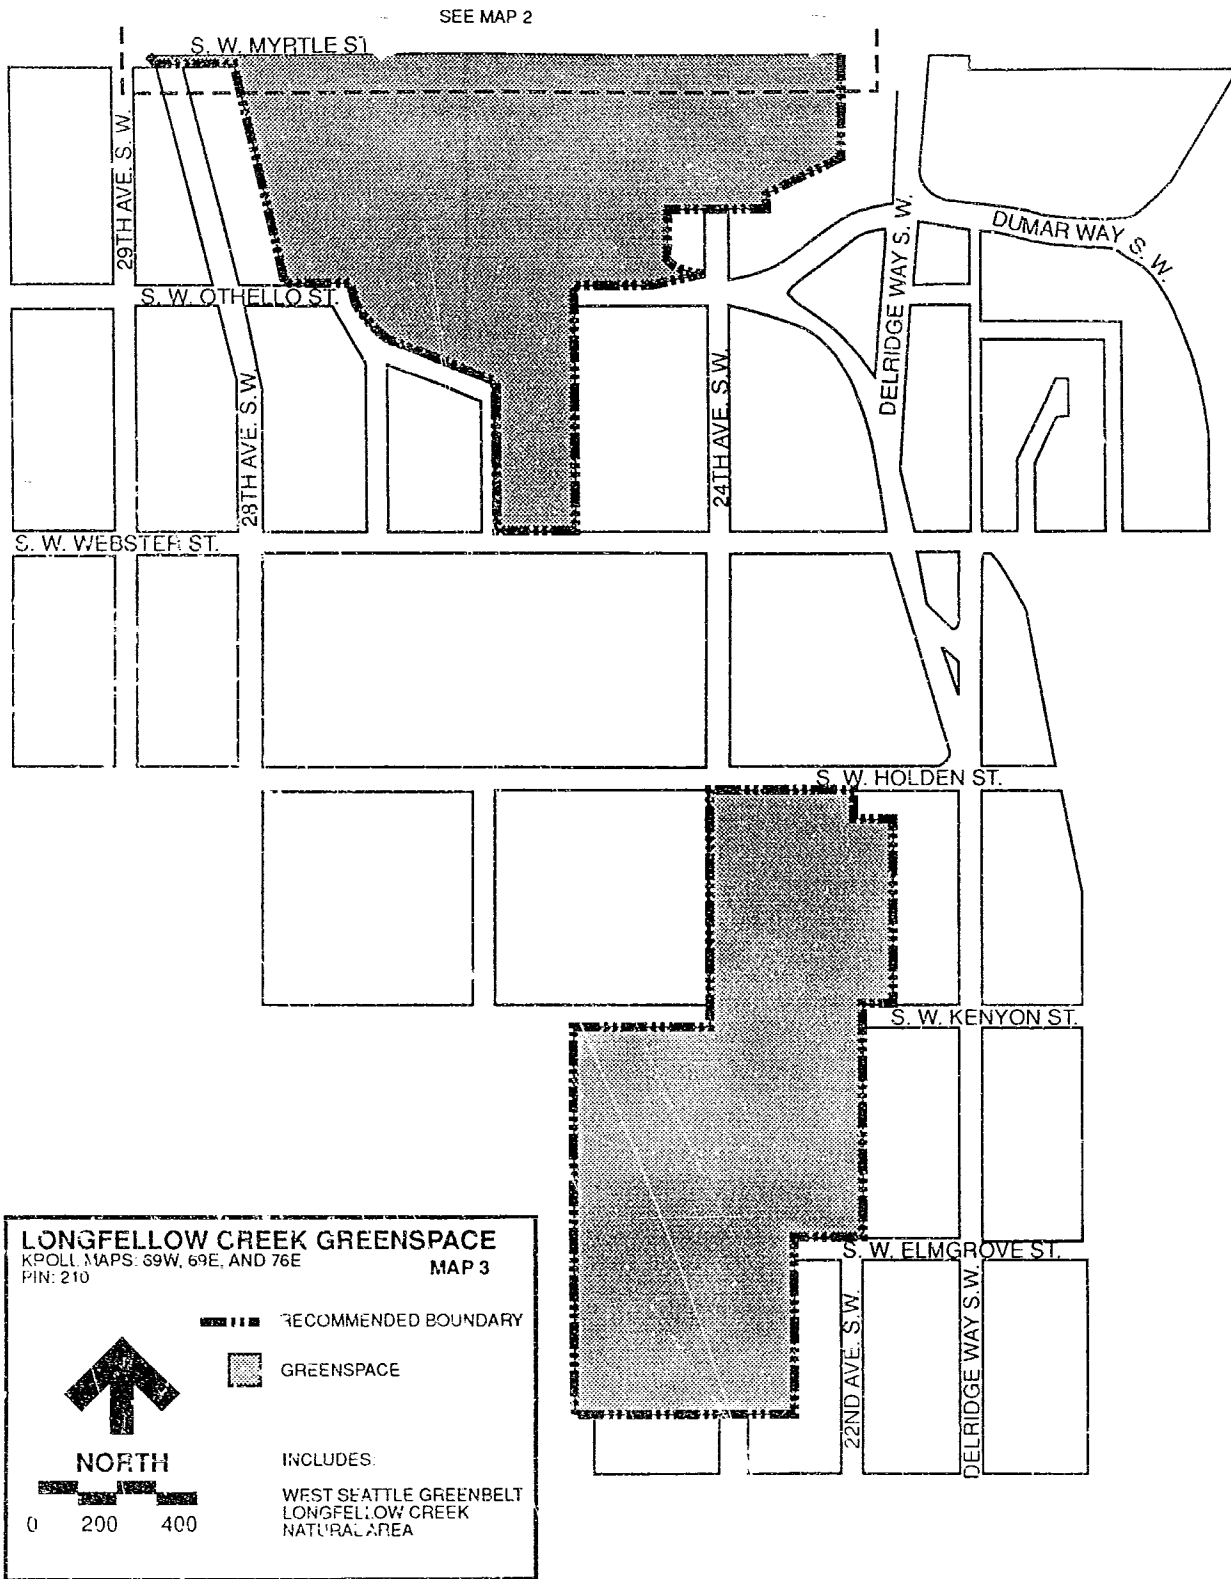 SEE MAP 2
S. W. MYRTLE ST
29TH AVE. S. W.
DUMAR WAY S. W.
DELRIDGE WAY S. W.
S. W. OTHELLO ST.
28TH AVE. S.W.
24TH AVE. S.W.
S. W. WEBSTER ST.
S. W. HOLDEN ST.
S. W. KENYON ST.
S. W. ELMGROVE ST.
22ND AVE. S.W.
DELRIDGE WAY S.W.
LONGFELLOW CREEK GREENSPACE
KROLL MAPS: 69W, 69E, AND 76E
MAP 3
PIN: 210
RECOMMENDED BOUNDARY
GREENSPACE
NORTH
0 200 400
INCLUDES:
WEST SEATTLE GREENBELT
LONGFELLOW CREEK
NATURAL AREA